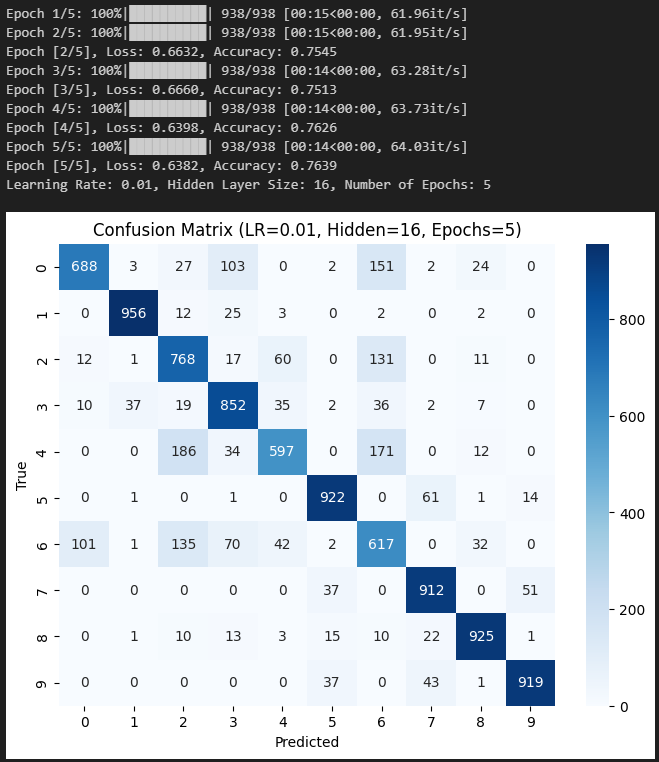 Epoch 1/5: 100%|██████████| 938/938 [00:15<00:00, 61.96it/s]
Epoch 2/5: 100%|██████████| 938/938 [00:15<00:00, 61.95it/s]
Epoch [2/5], Loss: 0.6632, Accuracy: 0.7545
Epoch 3/5: 100%|██████████| 938/938 [00:14<00:00, 63.28it/s]
Epoch [3/5], Loss: 0.6660, Accuracy: 0.7513
Epoch 4/5: 100%|██████████| 938/938 [00:14<00:00, 63.73it/s]
Epoch [4/5], Loss: 0.6398, Accuracy: 0.7626
Epoch 5/5: 100%|██████████| 938/938 [00:14<00:00, 64.03it/s]
Epoch [5/5], Loss: 0.6382, Accuracy: 0.7639
Learning Rate: 0.01, Hidden Layer Size: 16, Number of Epochs: 5
Confusion Matrix (LR=0.01, Hidden=16, Epochs=5)
0 688 3 27 103 0 2 151 2 24 0
1 0 956 12 25 3 0 2 0 2 0
2 12 1 768 17 60 0 131 0 11 0
3 10 37 19 852 35 2 36 2 7 0
4 0 0 186 34 597 0 171 0 12 0
5 0 1 0 1 0 922 0 61 1 14
6 101 1 135 70 42 2 617 0 32 0
7 0 0 0 0 0 37 0 912 0 51
8 0 1 10 13 3 15 10 22 925 1
9 0 0 0 0 0 37 0 43 1 919
0 1 2 3 4 5 6 7 8 9
Predicted
True
800
600
400
200
0